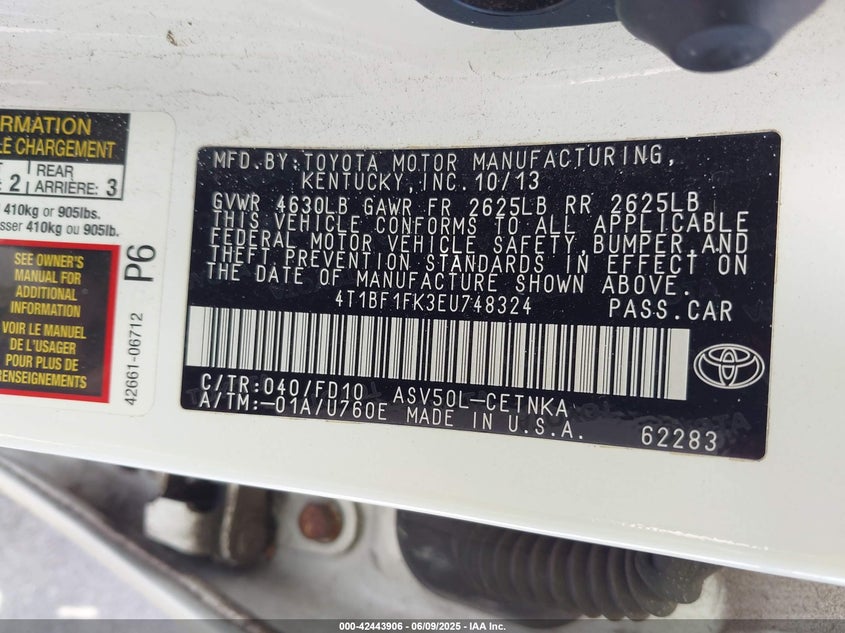 RMATION
LE CHARGEMENT
2
REAR
ARRIERE: 3
410kg or 905lbs.
sser 410kg ou 905lb.
SEE OWNER'S
MANUAL FOR
ADDITIONAL
INFORMATION
VOIR LE MANUEL
DE L'USAGER
POUR PLUS DE
RENSEIGNEMENTS
P6
42661-06712
MFD.BY:TOYOTA MOTOR MANUFACTURING,
KENTUCKY,INC.10/13
GVWR 4630LB GAWR FR 2625LB RR 2625LB
THIS VEHICLE CONFORMS TO ALL APPLICABLE
FEDERAL MOTOR VEHICLE SAFETY,BUMPER,AND
THEFT PREVENTION STANDARDS IN EFFECT ON
THE DATE OF MANUFACTURE SHOWN ABOVE.
4T1BF1FK3EU748324 PASS.CAR
C/TR:040/FD10 ASV50L-CETNKA
A/TM:-01A/U760E MADE IN U.S.A. 62283
000-42443906 - 06/09/2025 - IAA Inc.